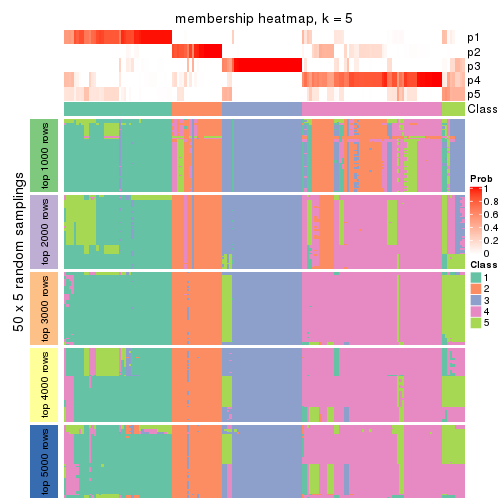 membership heatmap, k = 5
p1
p2
p3
p4
p5
Class
50 x 5 random samplings
top 1000 rows
top 2000 rows
top 3000 rows
top 4000 rows
top 5000 rows
Prob
1
0.8
0.6
0.4
0.2
0
Class
1
2
3
4
5